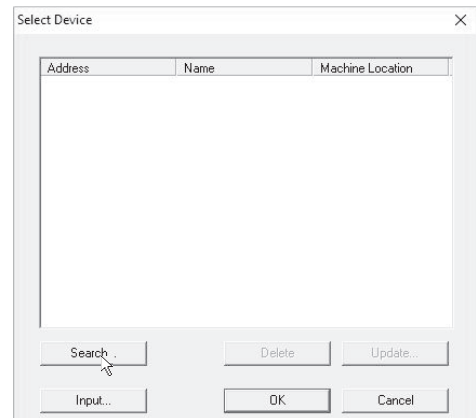 Select Device
Address Name Machine Location
Search..
Delete
Update...
Input...
OK
Cancel